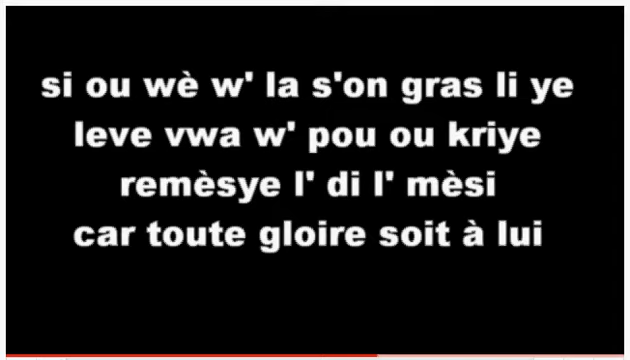 si ou wè w' la s'on gras li ye
leve vwa w' pou ou kriye
remèsye l' di l' mèsi
car toute gloire soit à lui